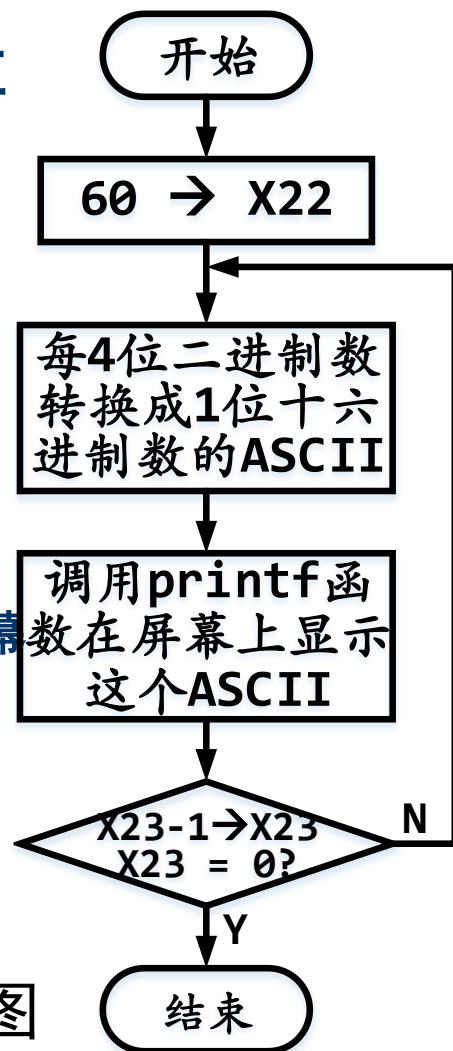 开始
60 → X22
每4位二进制数
转换成1位十六
进制数的ASCII
调用printf函
幕数在屏幕上显示
这个ASCII
X23-1→X23
X23 = 0?
N
Y
图
结束